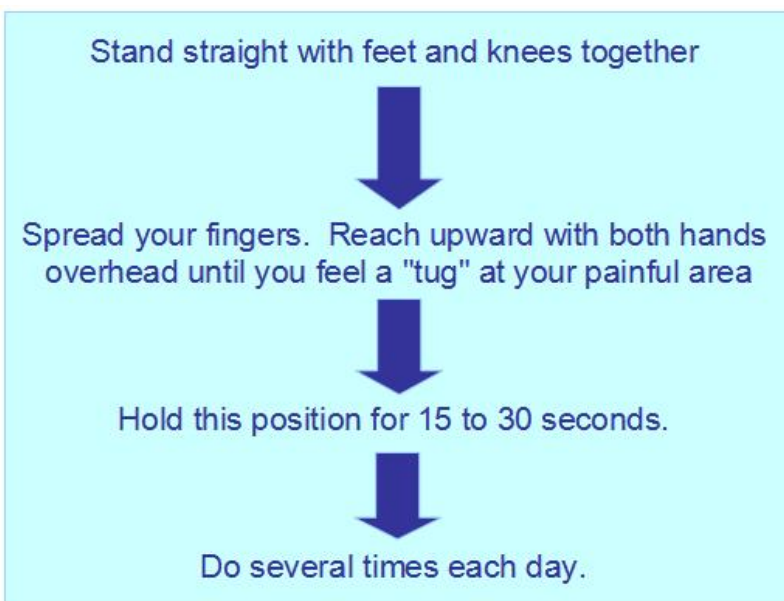 Stand straight with feet and knees together
Spread your fingers.  Reach upward with both hands
overhead until you feel a "tug" at your painful area
Hold this position for 15 to 30 seconds.
Do several times each day.